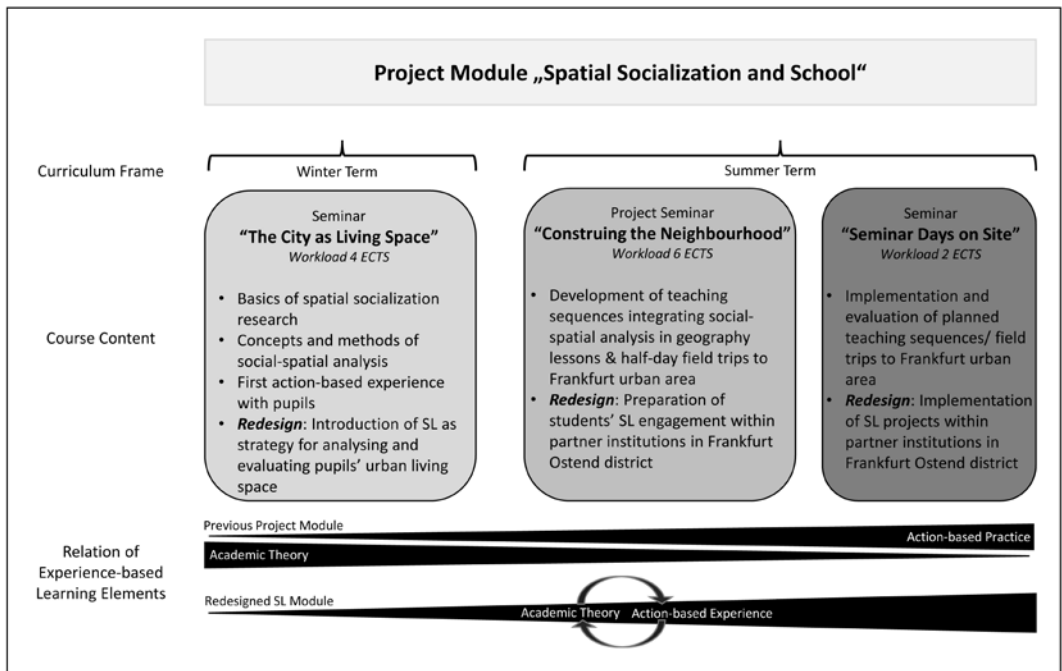 Project Module „Spatial Socialization and School“
Curriculum Frame
Winter Term
Summer Term
Seminar
“The City as Living Space”
Workload 4 ECTS
• Basics of spatial socialization
research
• Concepts and methods of
social-spatial analysis
• First action-based experience
with pupils
• Redesign: Introduction of SL as
strategy for analysing and
evaluating pupils’ urban living
space
Project Seminar
“Construing the Neighbourhood”
Workload 6 ECTS
• Development of teaching
sequences integrating social-
spatial analysis in geography
lessons & half-day field trips to
Frankfurt urban area
• Redesign: Preparation of
students’ SL engagement within
partner institutions in Frankfurt
Ostend district
Seminar
“Seminar Days on Site”
Workload 2 ECTS
• Implementation and
evaluation of planned
teaching sequences/ field
trips to Frankfurt urban
area
• Redesign: Implementation
of SL projects within
partner institutions in
Frankfurt Ostend district
Course Content
Relation of
Experience-based
Learning Elements
Previous Project Module
Action-based Practice
Academic Theory
Redesigned SL Module
Academic Theory
Action-based Experience